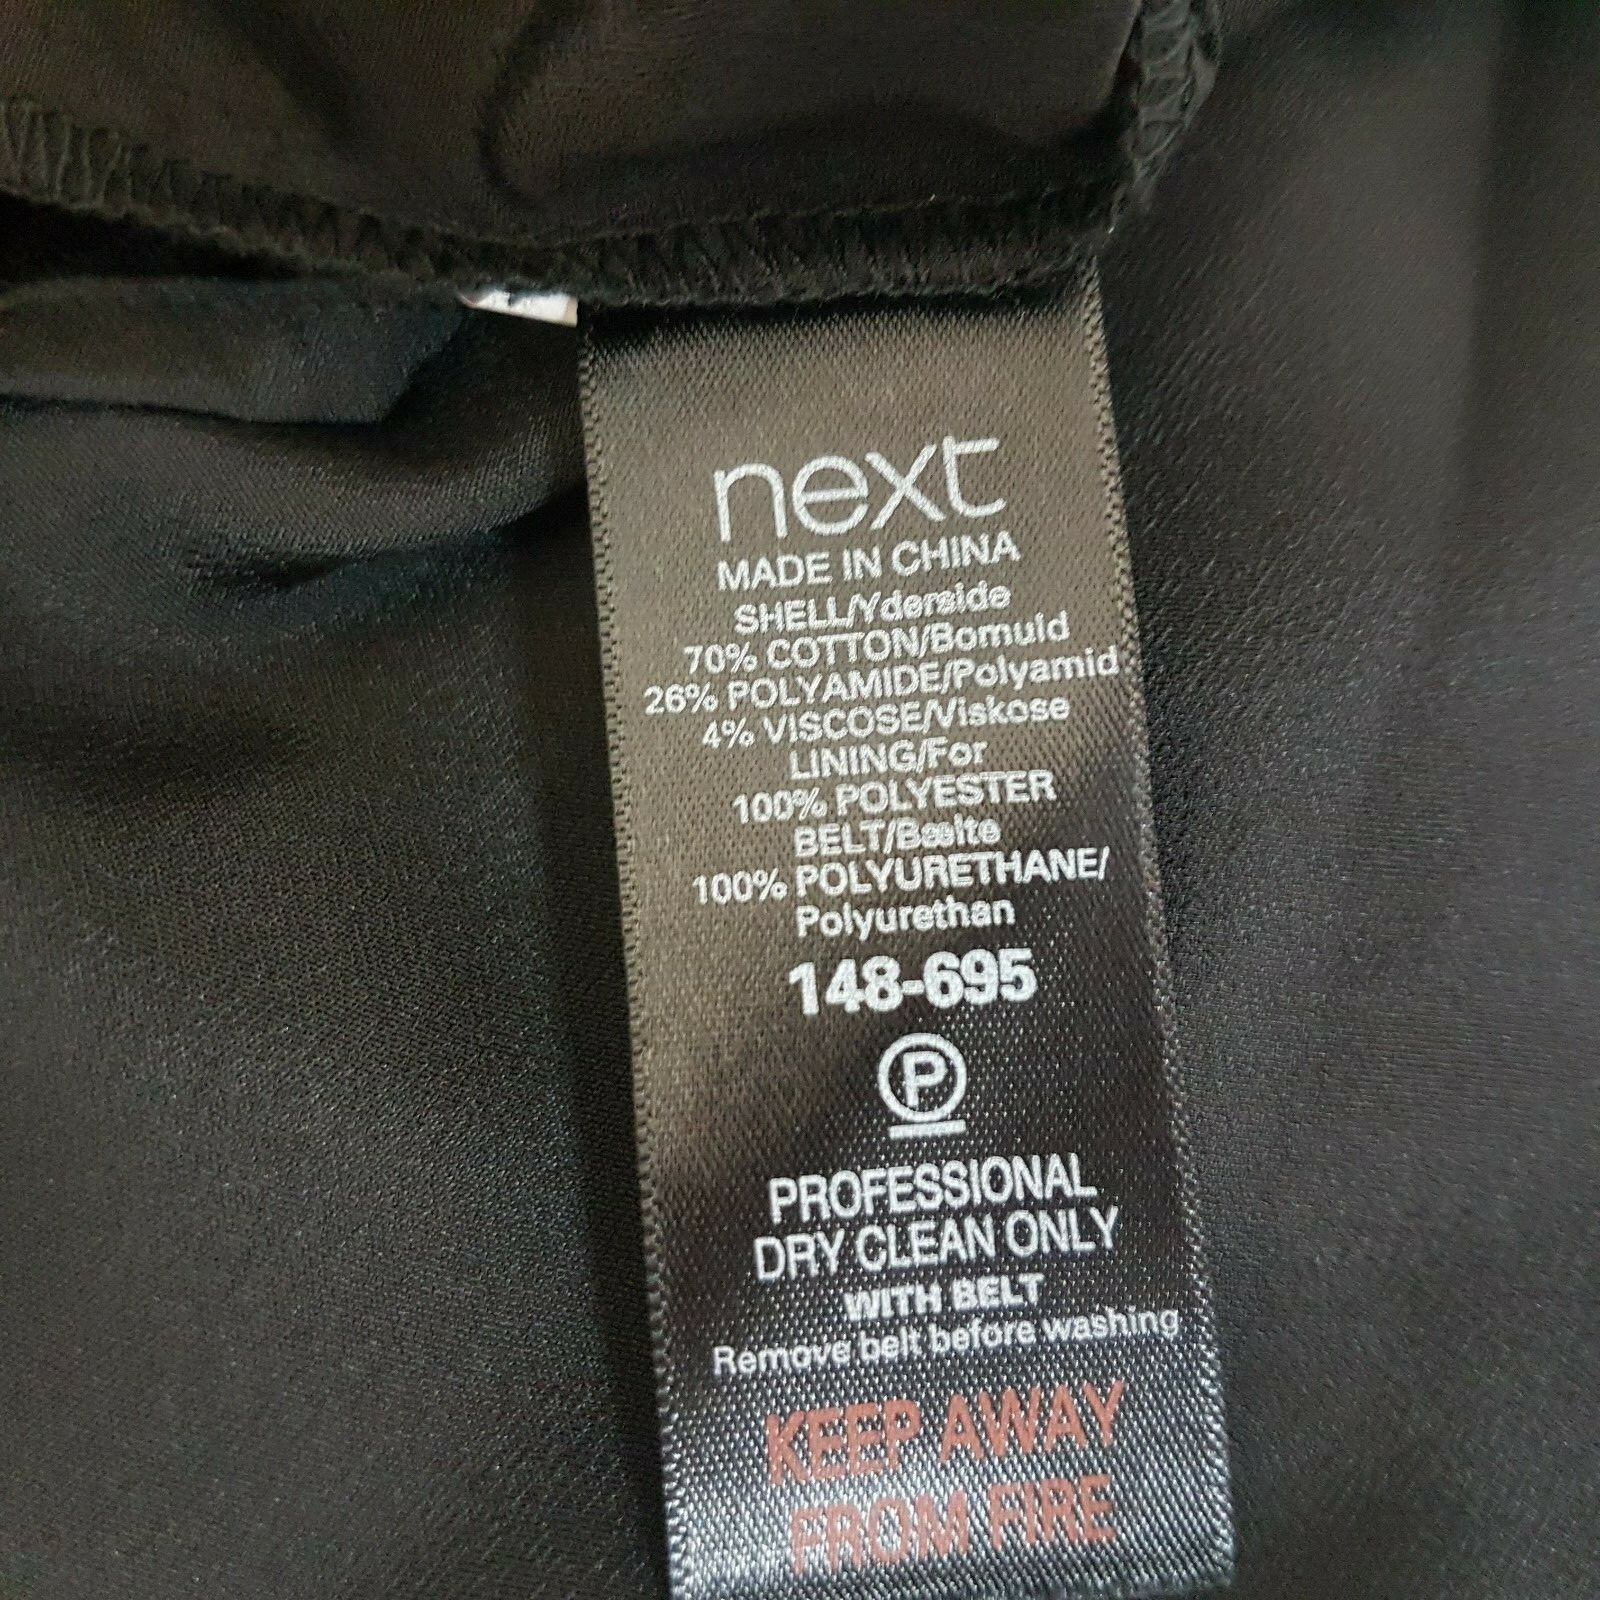 next
MADE IN CHINA
SHELL/Yderside
70% COTTON/Bomuld
26% POLYAMIDE/Polyamid
4% VISCOSE/Viskose
LINING/For
100% POLYESTER
BELT/Bælte
100% POLYURETHANE/
Polyurethan
148-695
P
PROFESSIONAL
DRY CLEAN ONLY
WITH BELT
Remove belt before washing
KEEP AWAY
FROM FIRE